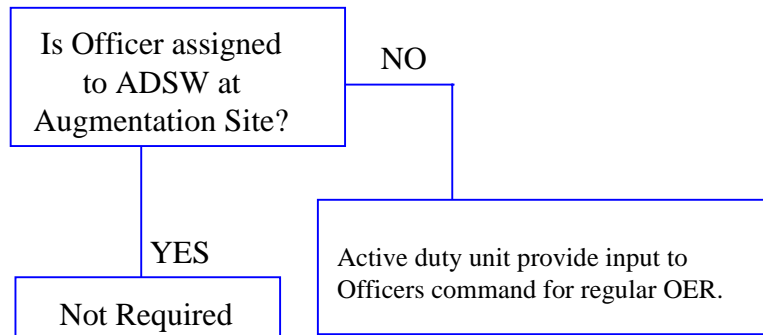 Is Officer assigned
to ADSW at
Augmentation Site?
NO
YES
Active duty unit provide input to
Officers command for regular OER.
Not Required